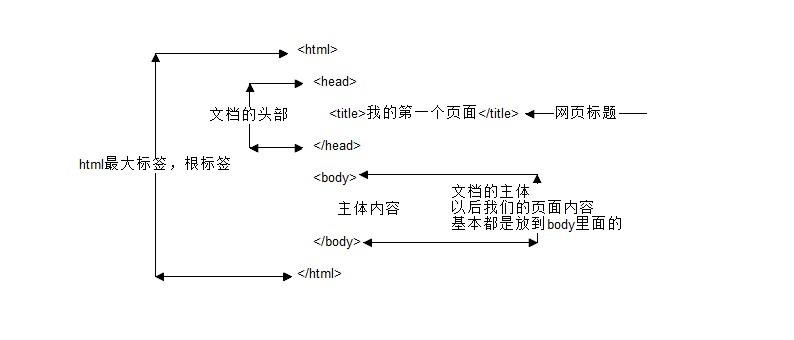 <html>
<head>
文档的头部
<title>我的第一个页面</title>
网页标题
</head>
html最大标签，根标签
<body>
文档的主体
主体内容
以后我们的页面内容
基本都是放到body里面的
</body>
</html>